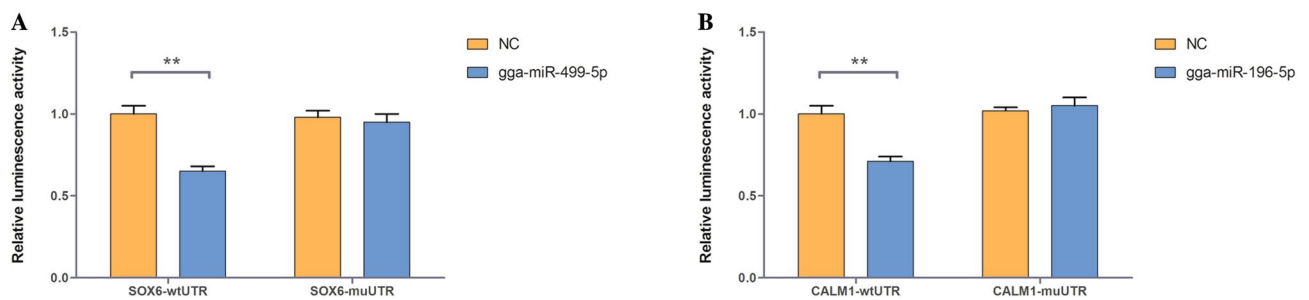 A
Relative luminescence activity
1.5
1.0
0.5
0.0
**
SOX6-wtUTR
SOX6-muUTR
NC
gga-miR-499-5p
B
Relative luminescence activity
1.5
1.0
0.5
0.0
**
CALM1-wtUTR
CALM1-muUTR
NC
gga-miR-196-5p